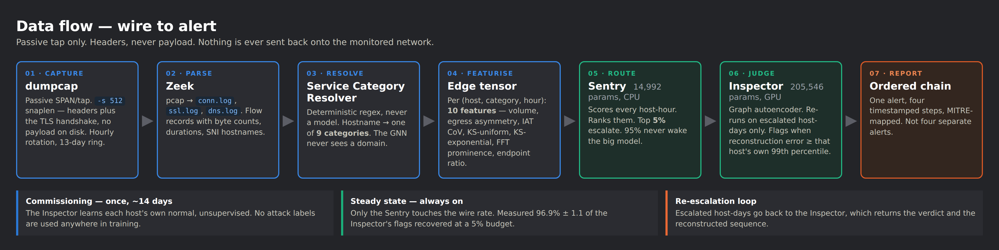 Data flow — wire to alert
Passive tap only. Headers, never payload. Nothing is ever sent back onto the monitored network.
01 · CAPTURE
dumpcap
Passive SPAN/tap. -s 512
snaplen — headers plus
the TLS handshake, no
payload on disk. Hourly
rotation, 13-day ring.
02 · PARSE
Zeek
pcap → conn.log,
ssl.log, dns.log. Flow
records with byte counts,
durations, SNI hostnames.
03 · RESOLVE
Service Category
Resolver
Deterministic regex, never
a model. Hostname → one
of 9 categories. The GNN
never sees a domain.
04 · FEATURISE
Edge tensor
Per (host, category, hour):
10 features — volume,
egress asymmetry, IAT
CoV, KS-uniform, KS-
exponential, FFT
prominence, endpoint
ratio.
05 · ROUTE
Sentry 14,992
params, CPU
Scores every host-hour.
Ranks them. Top 5%
escalate. 95% never wake
the big model.
06 · JUDGE
Inspector 205,546
params, GPU
Graph autoencoder. Re-
runs on escalated host-
days only. Flags when
reconstruction error ≥ that
host's own 99th percentile.
07 · REPORT
Ordered chain
One alert, four
timestamped steps, MITRE-
mapped. Not four separate
alerts.
Commissioning — once, ~14 days
The Inspector learns each host's own normal, unsupervised. No attack labels
are used anywhere in training.
Steady state — always on
Only the Sentry touches the wire rate. Measured 96.9% ± 1.1 of the
Inspector's flags recovered at a 5% budget.
Re-escalation loop
Escalated host-days go back to the Inspector, which returns the verdict and the
reconstructed sequence.